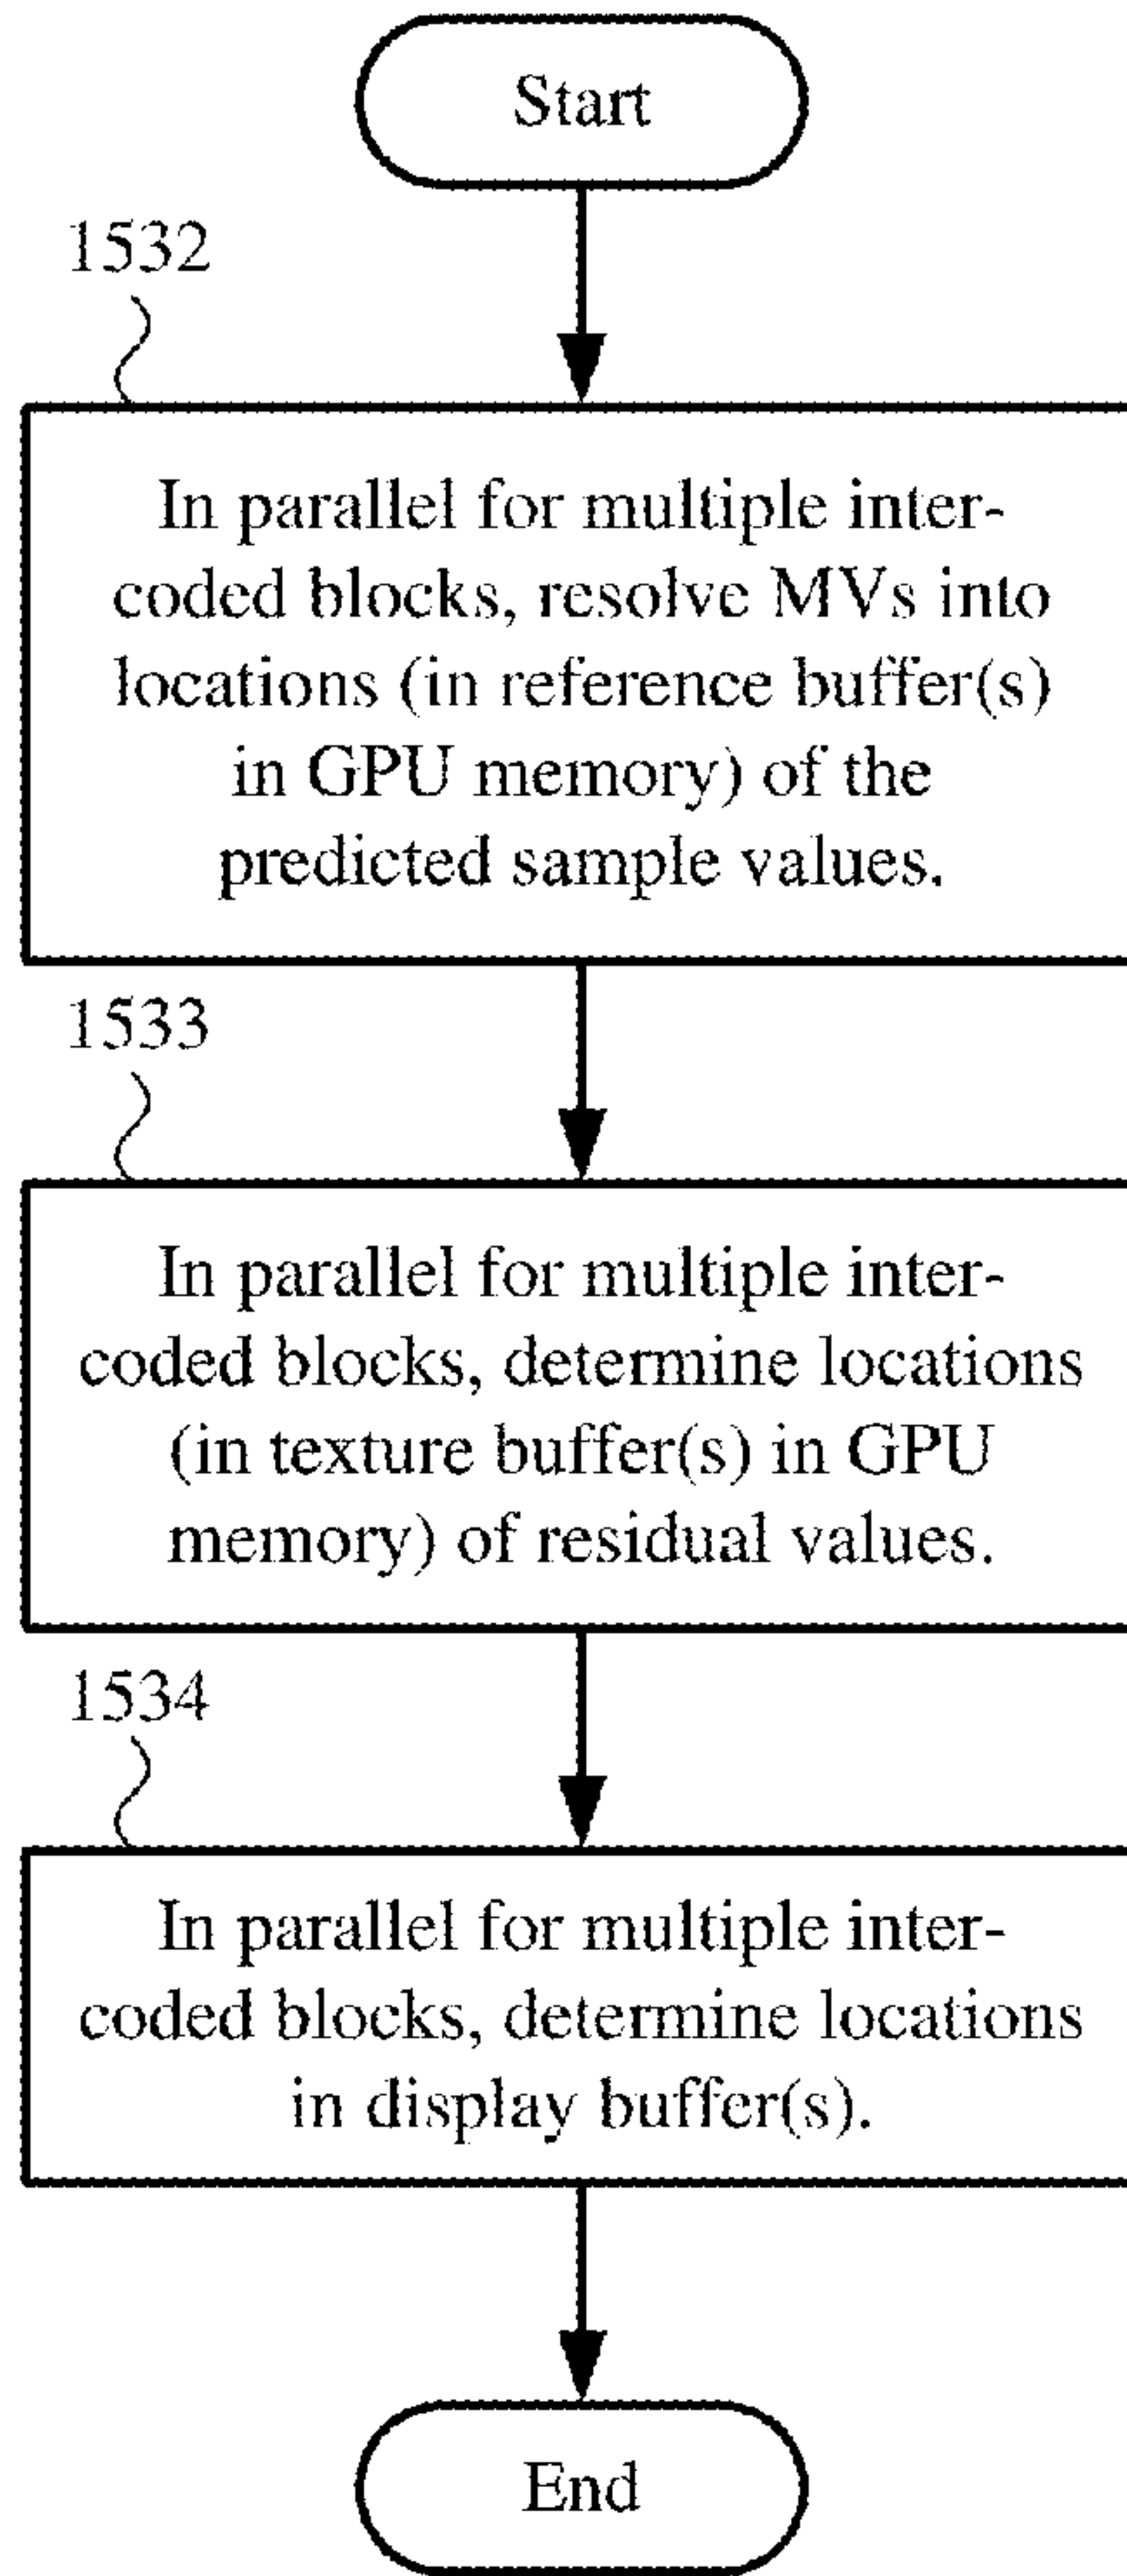 Start
1532
In parallel for multiple inter-
coded blocks, resolve MVs into
locations (in reference buffer(s)
in GPU memory) of the
predicted sample values.
1533
In parallel for multiple inter-
coded blocks, determine locations
(in texture buffer(s) in GPU
memory) of residual values.
1534
In parallel for multiple inter-
coded blocks, determine locations
in display buffer(s).
End